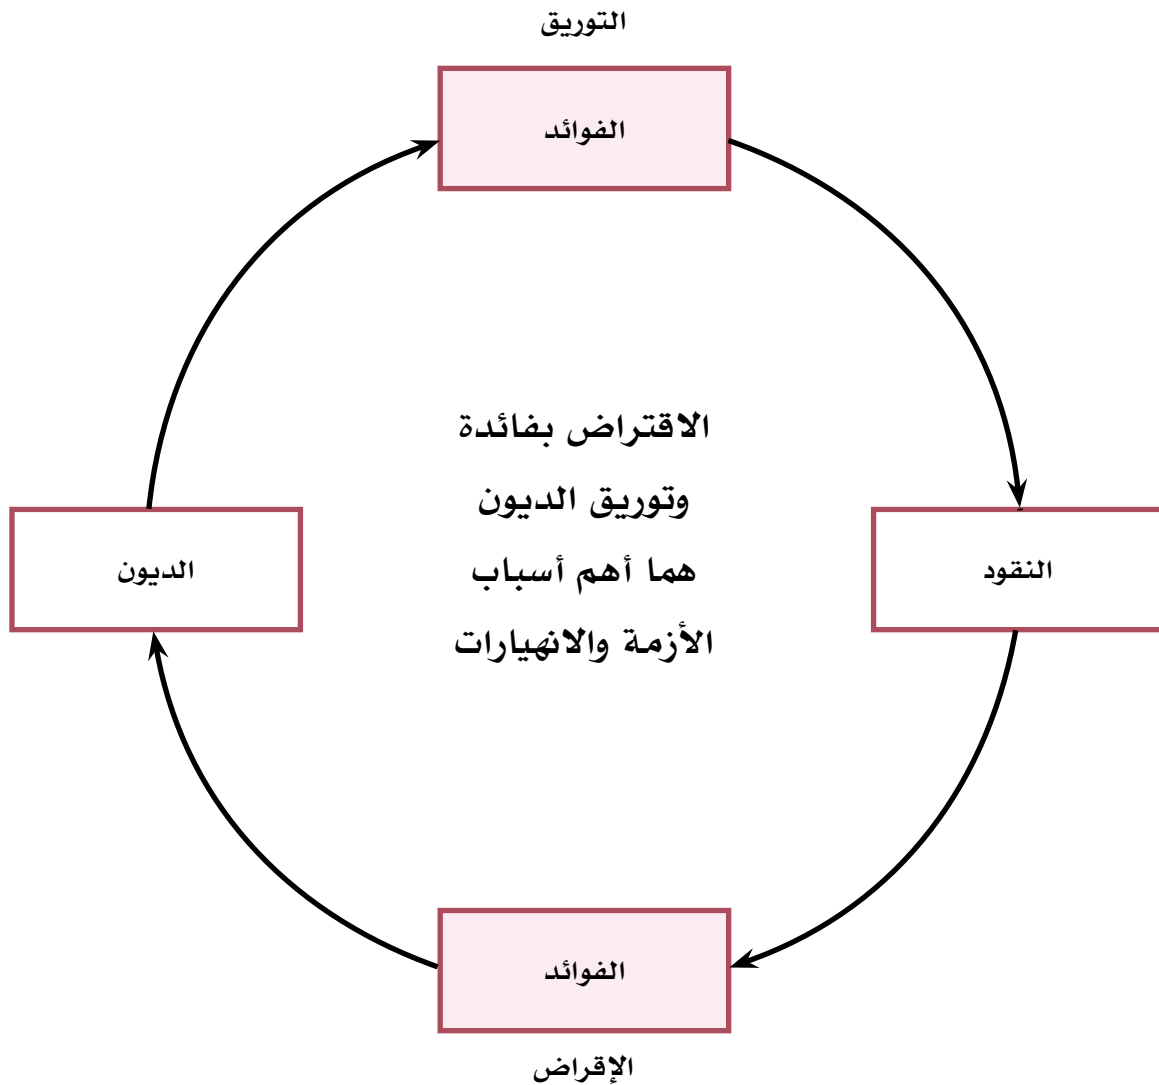 التوريق
الفوائد
الاقتراض بفائدة
وتوريق الديون
هما أهم أسباب
الأزمة والانهيارات
النقود
الديون
الفوائد
الإقراض